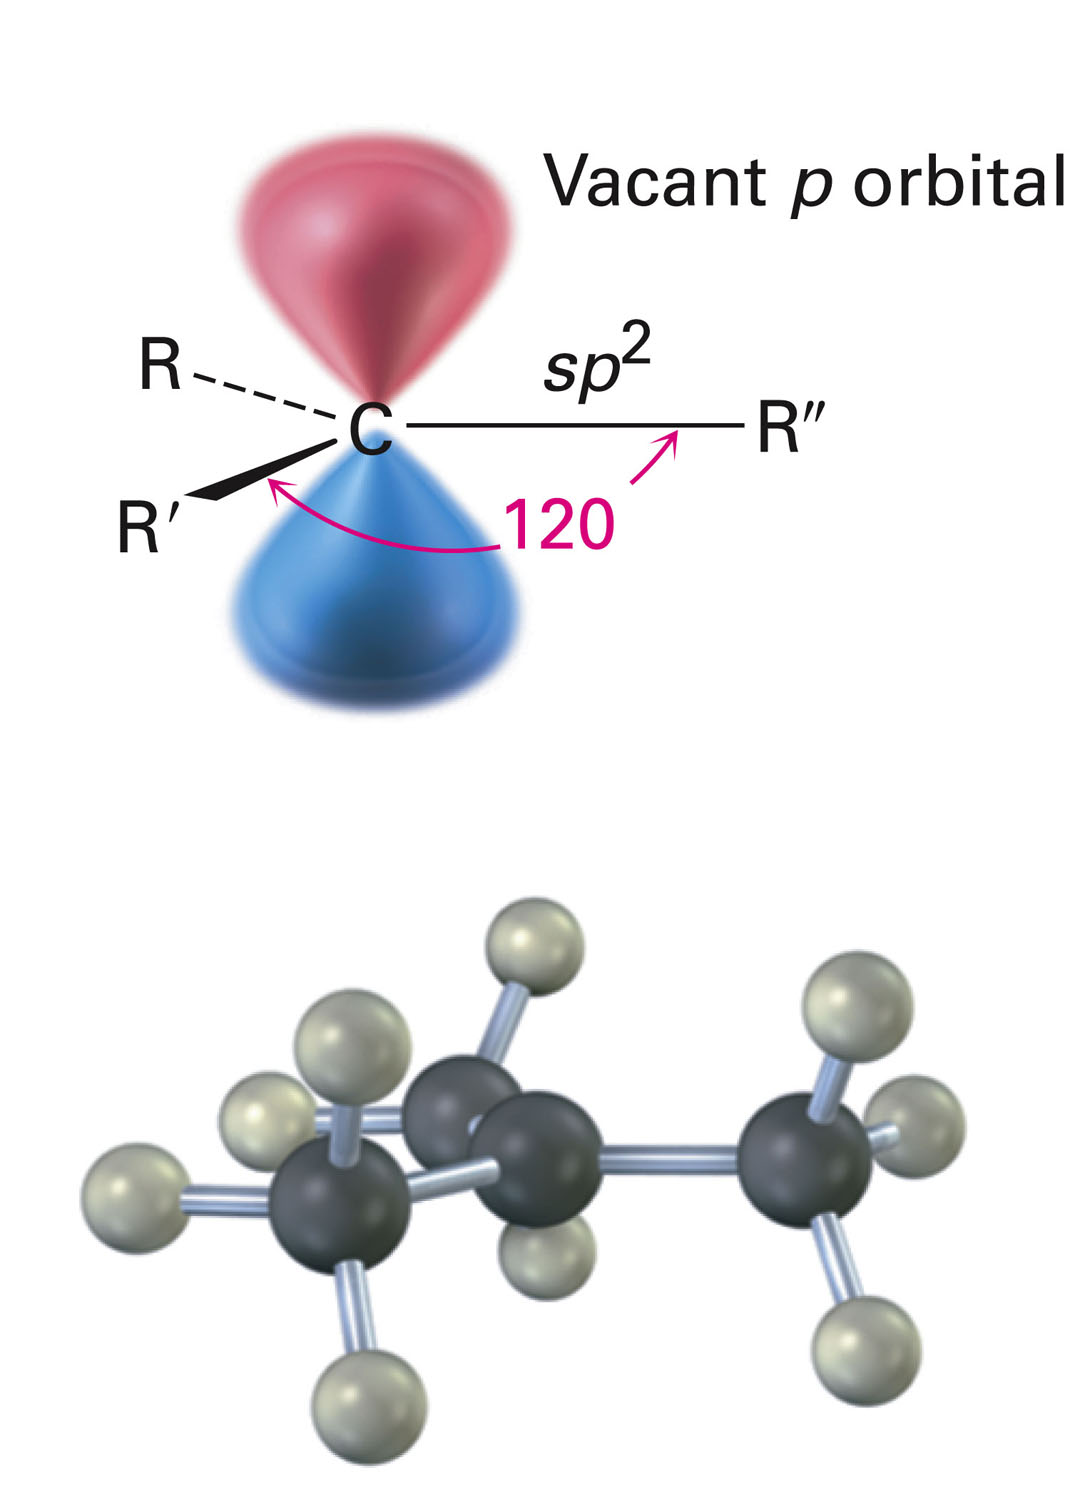 Vacant p orbital
sp²
R
C
R″
R′
120